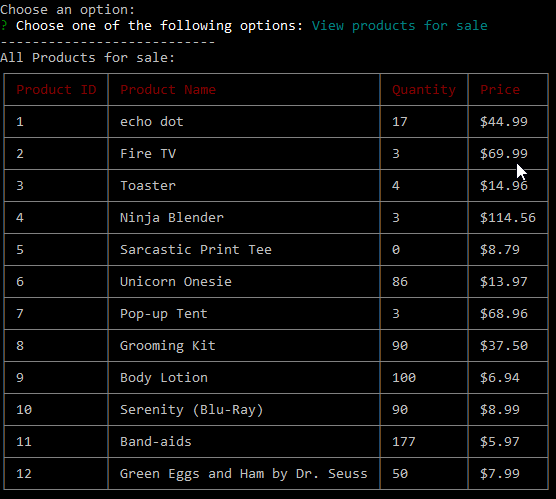 Choose an option:
? Choose one of the following options: View products for sale
---------------------------
All Products for sale:
Product ID Product Name Quantity Price
1 echo dot 17 $44.99
2 Fire TV 3 $69.99
3 Toaster 4 $14.96
4 Ninja Blender 3 $114.56
5 Sarcastic Print Tee 0 $8.79
6 Unicorn Onesie 86 $13.97
7 Pop-up Tent 3 $68.96
8 Grooming Kit 90 $37.50
9 Body Lotion 100 $6.94
10 Serenity (Blu-Ray) 90 $8.99
11 Band-aids 177 $5.97
12 Green Eggs and Ham by Dr. Seuss 50 $7.99